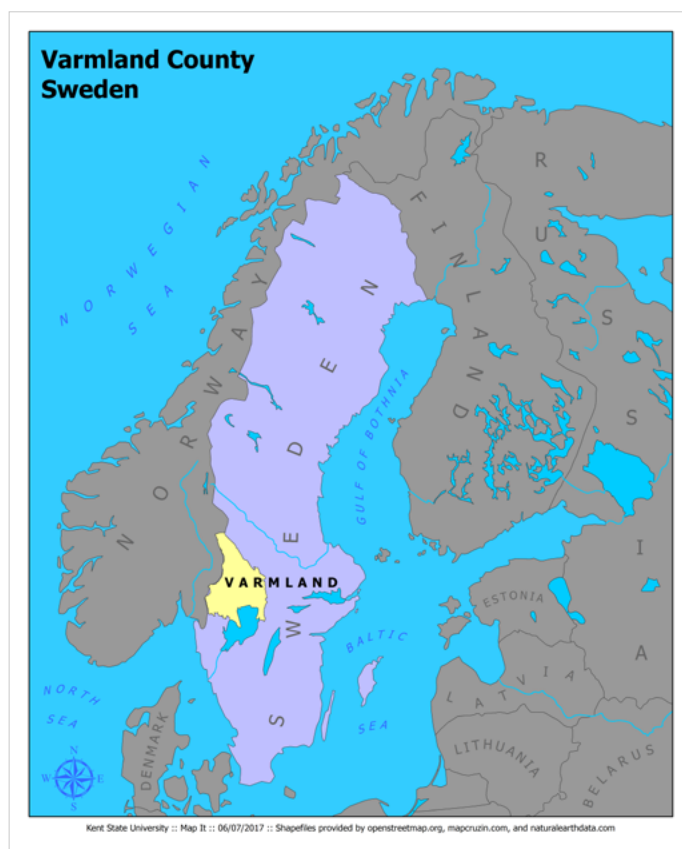 Varmland County
Sweden
NORWEGIAN
SEA
NORWAY
SWEDEN
FINLAND
RUSSIA
GULF OF BOTHNIA
VARMLAND
ESTONIA
BALTIC
SEA
LATVIA
NORTH
SEA
DENMARK
LITHUANIA
BELARUS
N
W
E
S
Kent State University :: Map It :: 06/07/2017 :: Shapefiles provided by openstreetmap.org, mapcruzin.com, and naturalearthdata.com